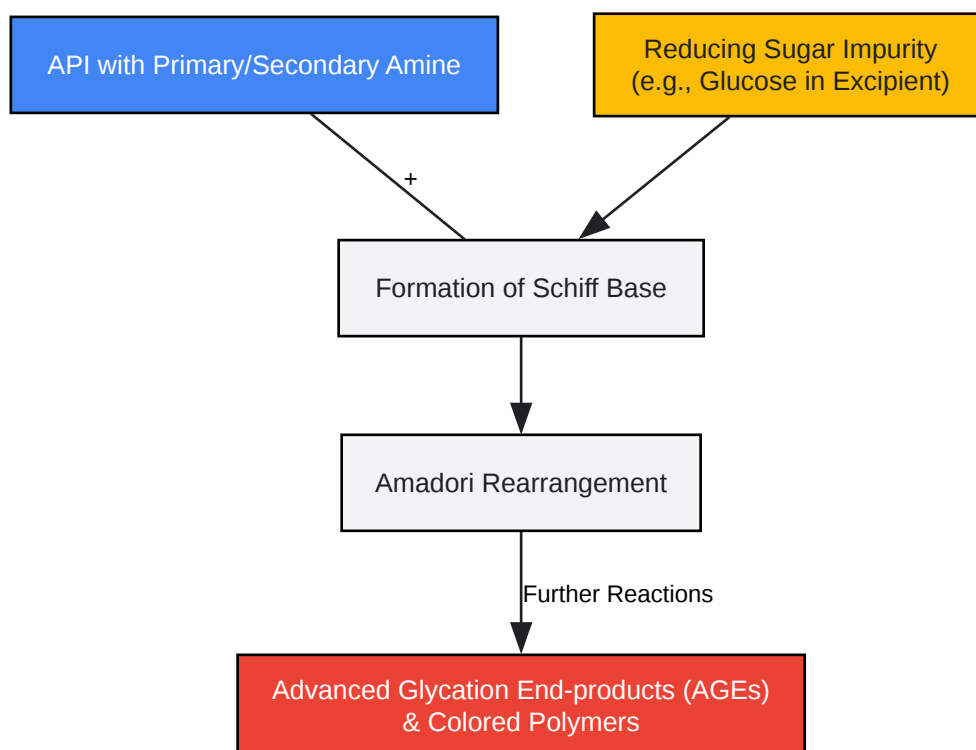 API with Primary/Secondary Amine
Reducing Sugar Impurity
(e.g., Glucose in Excipient)
+
Formation of Schiff Base
Amadori Rearrangement
Further Reactions
Advanced Glycation End-products (AGEs)
& Colored Polymers